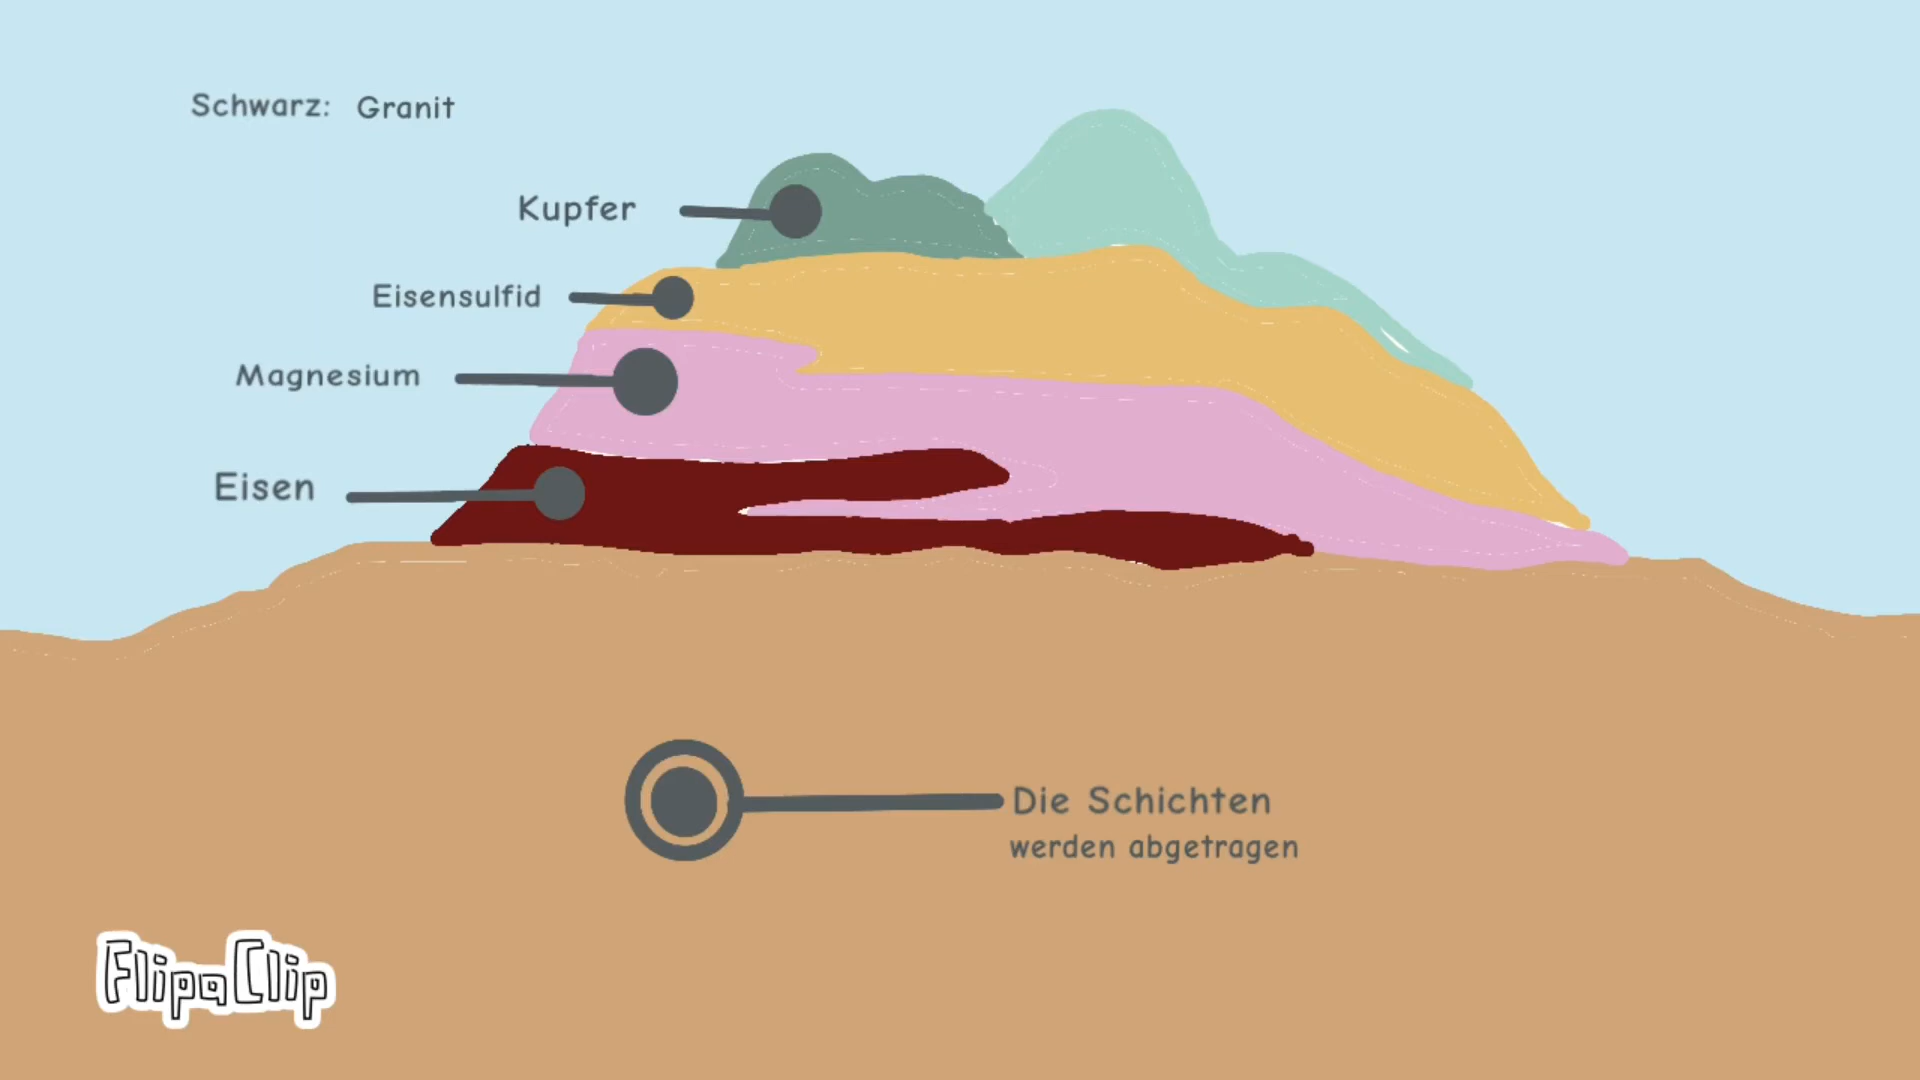 Schwarz: Granit
Kupfer
Eisensulfid
Magnesium
Eisen
Die Schichten
werden abgetragen
FlipaClip